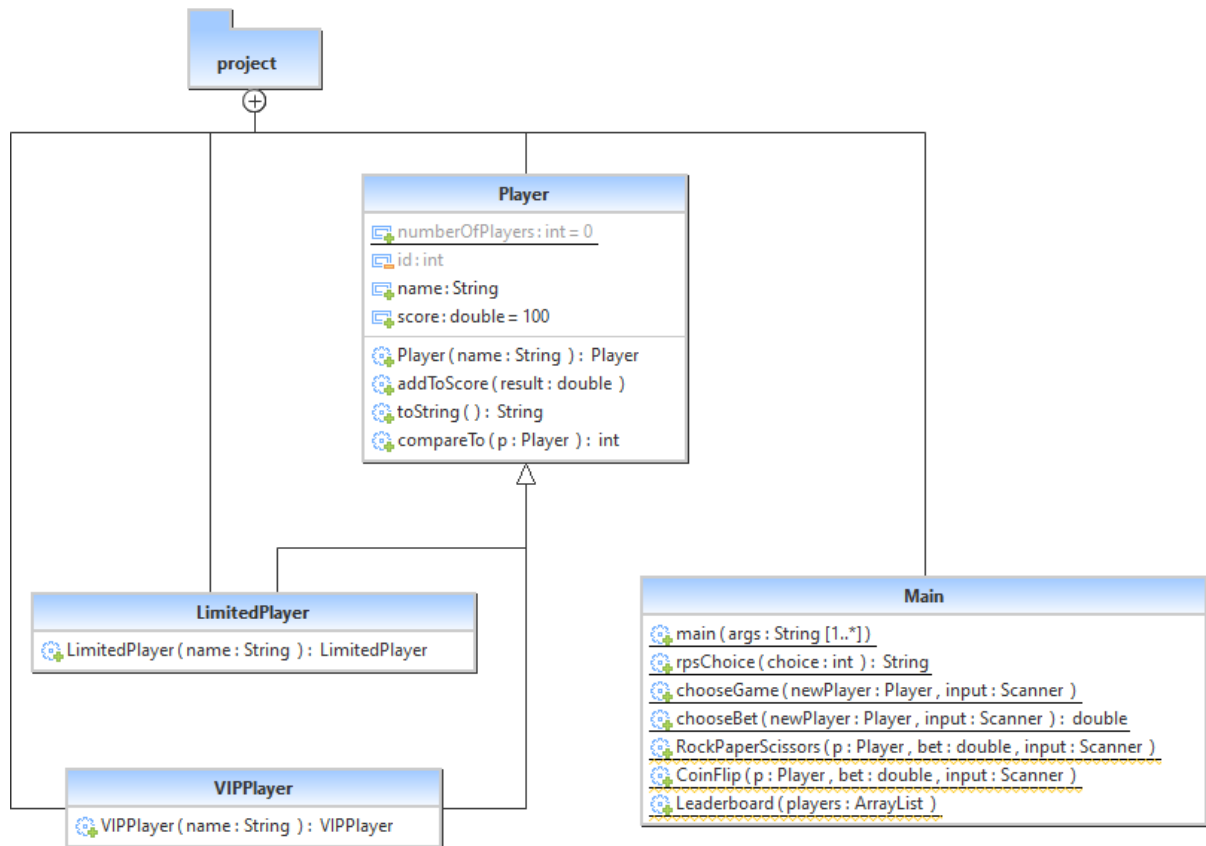 project
Player
numberOfPlayers : int = 0
id : int
name : String
score : double = 100
Player ( name : String ) : Player
addToScore ( result : double )
toString ( ) : String
compareTo ( p : Player ) : int
LimitedPlayer
LimitedPlayer ( name : String ) : LimitedPlayer
VIPPlayer
VIPPlayer ( name : String ) : VIPPlayer
Main
main ( args : String [1..*] )
rpsChoice ( choice : int ) : String
chooseGame ( newPlayer : Player , input : Scanner )
chooseBet ( newPlayer : Player , input : Scanner ) : double
RockPaperScissors ( p : Player , bet : double , input : Scanner )
CoinFlip ( p : Player , bet : double , input : Scanner )
Leaderboard ( players : ArrayList )